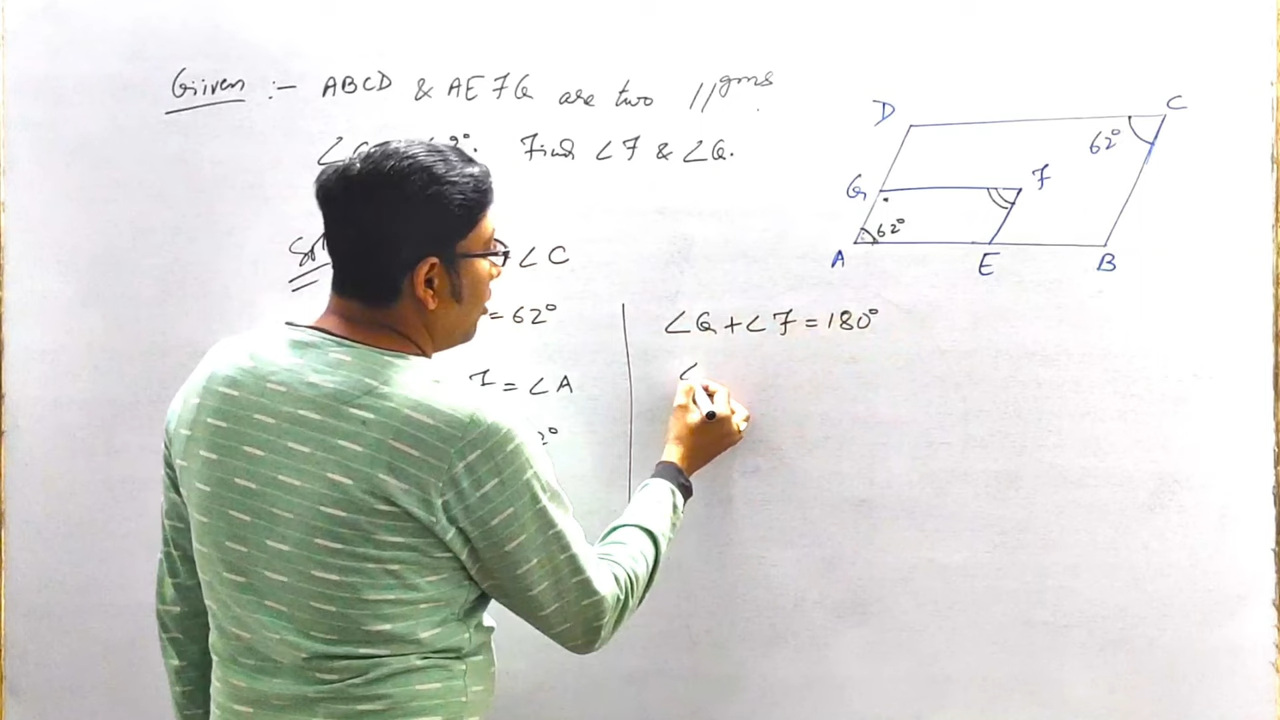 Given :- ABCD & AEFG are two ||gms.
Find ∠F & ∠G.
∠C
= 62°
= ∠A
∠G + ∠F = 180°
∠
D
C
62°
G
F
62°
A
E
B